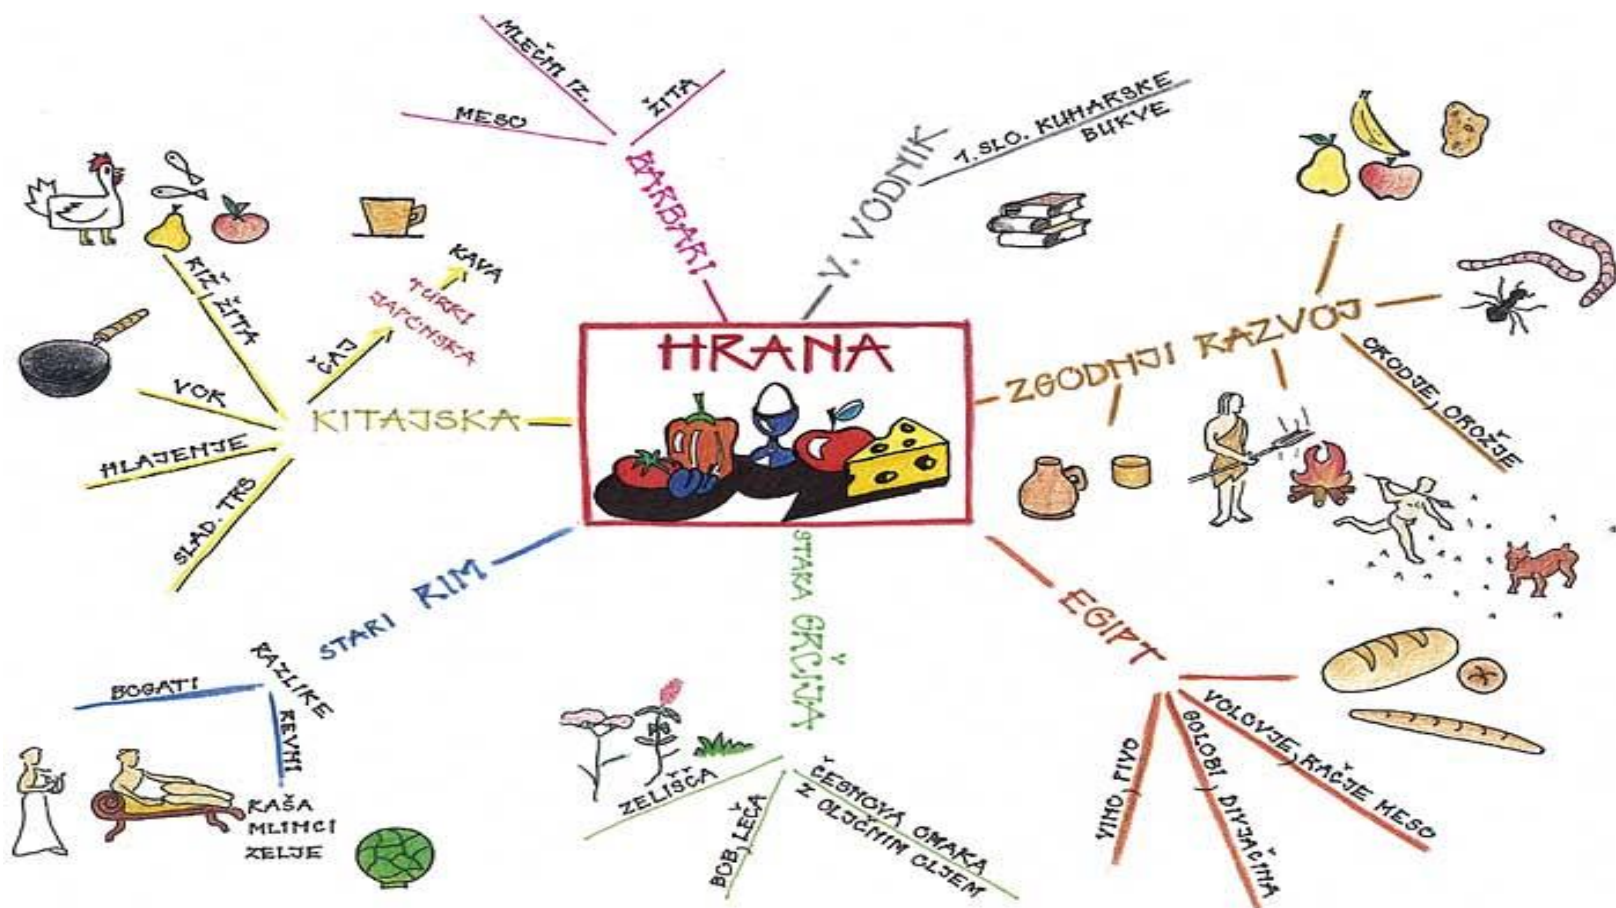 HRANA
BARBARI
MESO
MLEČNI IZ.
ŽITA
V. VODNIK
1. SLO. KUHARSKE
BUKVE
ZGODNJI RAZVOJ
ORODJE, OROŽJE
EGIPT
VOLOVJE, RAČJE MESO
GOLOBI, DIVJAČINA
VINO, PIVO
STARA GRČIJA
ČESNOVA OMAKA
Z OLJČNIM OLJEM
BOB, LEČA
ZELIŠČA
STARI RIM
RAZLIKE
BOGATI
REVNI
KAŠA
MLINCI
ZELJE
KITAJSKA
SLAD. TRS
HLAJENJE
VOK
RIŽ, ŽITA
ČAJ
TURKI
JAPONSKA
KAVA